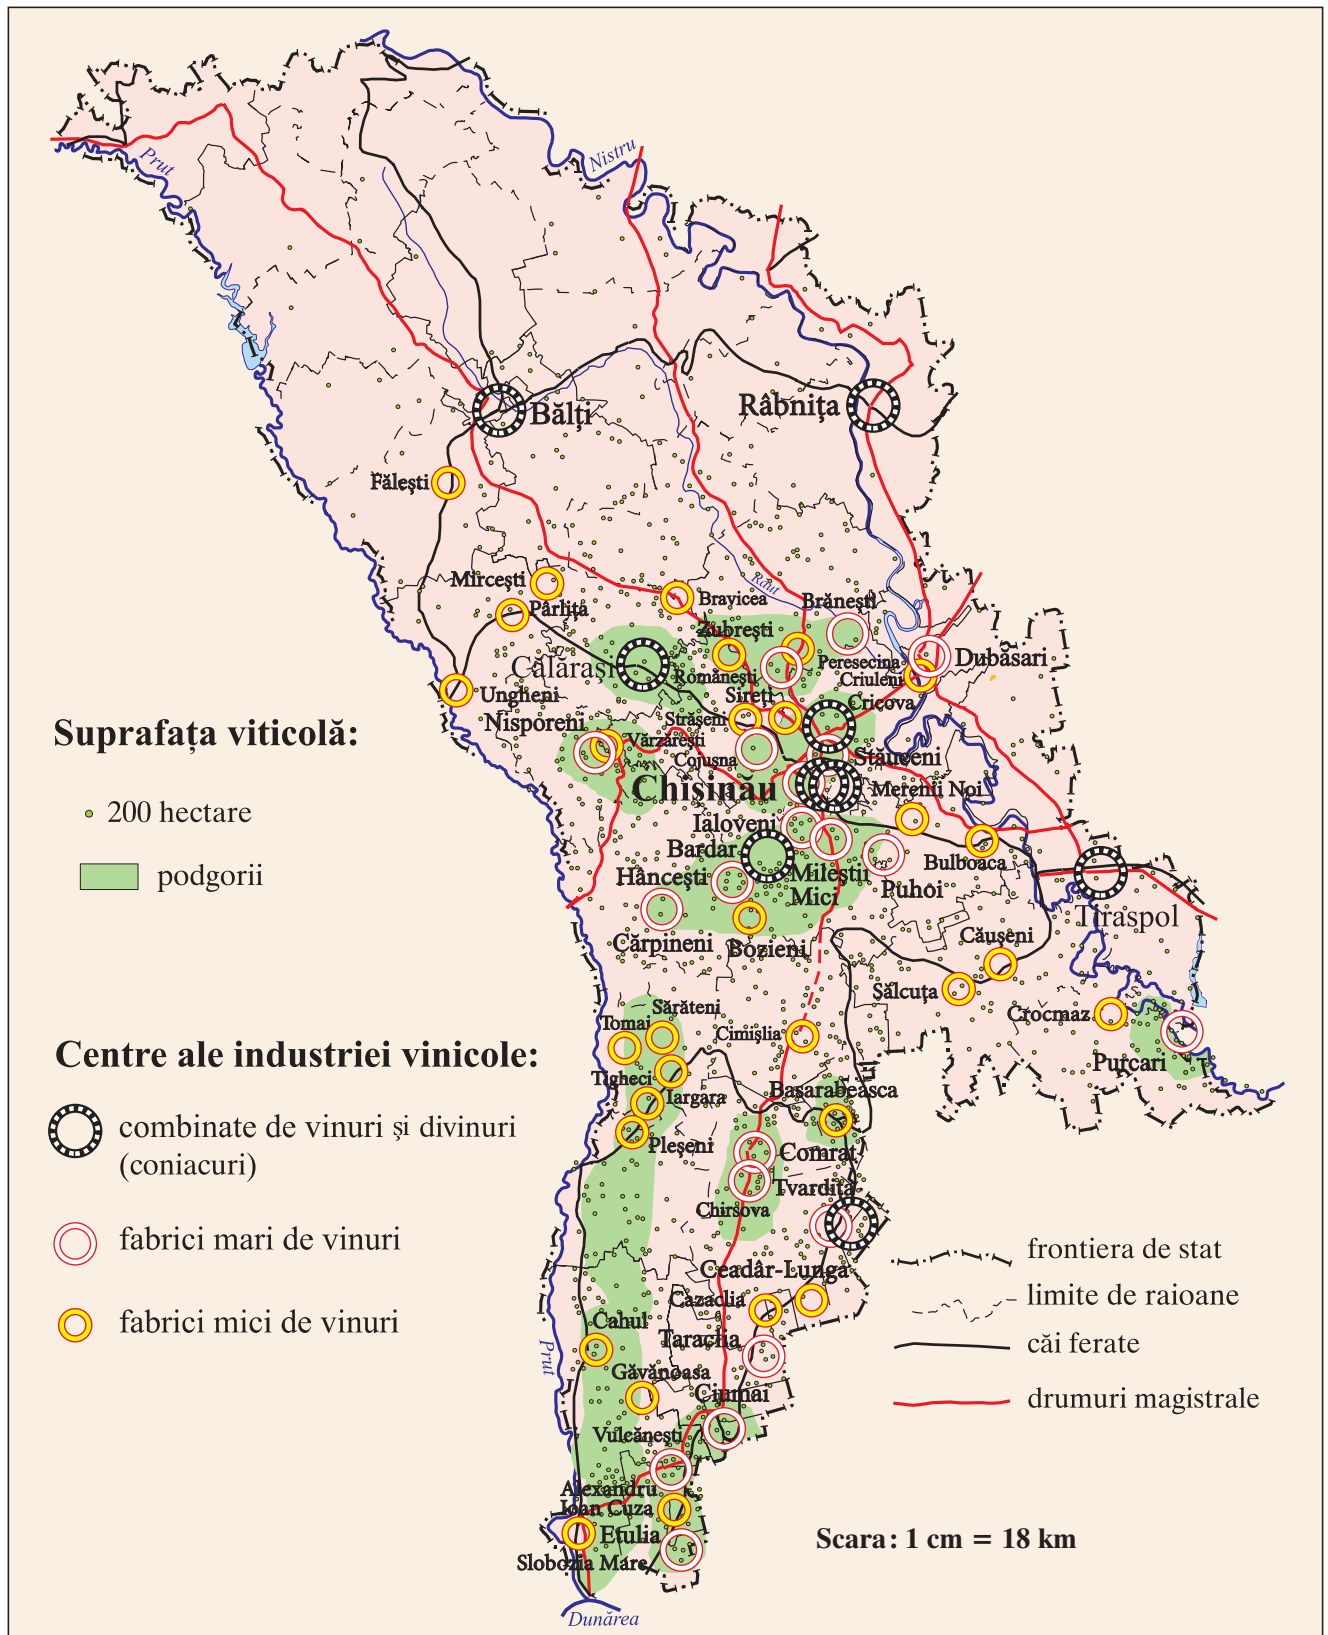 Prut
Nistru
Râbnița
Bălți
Fălești
Mîrcești
Pârlița
Bravicea
Răut
Brănești
Zubrești
Călărași
Românești
Peresecina
Criuleni
Dubăsari
Ungheni
Nisporeni
Sireți
Strășeni
Cricova
Vărzărești
Cojușna
Stăuceni
Chișinău
Merenii Noi
Ialoveni
Bardar
Bulboaca
Hâncești
Mileștii
Mici
Puhoi
Tiraspol
Cărpineni
Bozieni
Căușeni
Sălcuța
Crocmaz
Purcari
Sărăteni
Tomai
Cimișlia
Tigheci
Iargara
Basarabeasca
Pleșeni
Comrat
Tvardița
Chirsova
Ceadâr-Lunga
Cazaclia
Cahul
Taraclia
Prut
Găvănoasa
Ciumai
Vulcănești
Alexandru
Ioan Cuza
Etulia
Slobozia Mare
Dunărea
Suprafața viticolă:
200 hectare
podgorii
Centre ale industriei vinicole:
combinate de vinuri și divinuri
(coniacuri)
fabrici mari de vinuri
fabrici mici de vinuri
frontiera de stat
limite de raioane
căi ferate
drumuri magistrale
Scara: 1 cm = 18 km